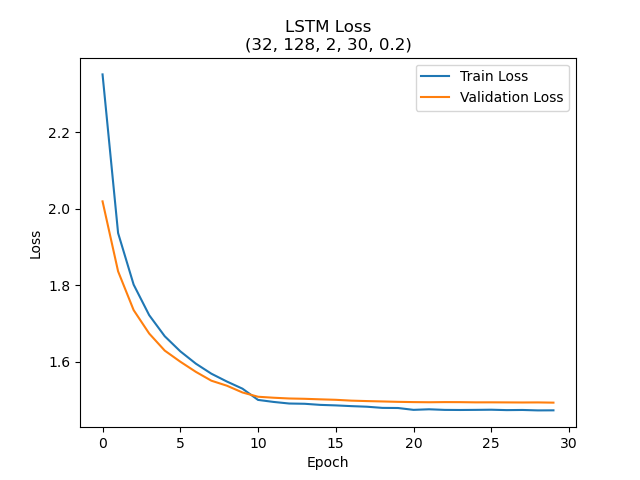 LSTM Loss
(32, 128, 2, 30, 0.2)
Train Loss
Validation Loss
2.2
2.0
1.8
1.6
Loss
0 5 10 15 20 25 30
Epoch